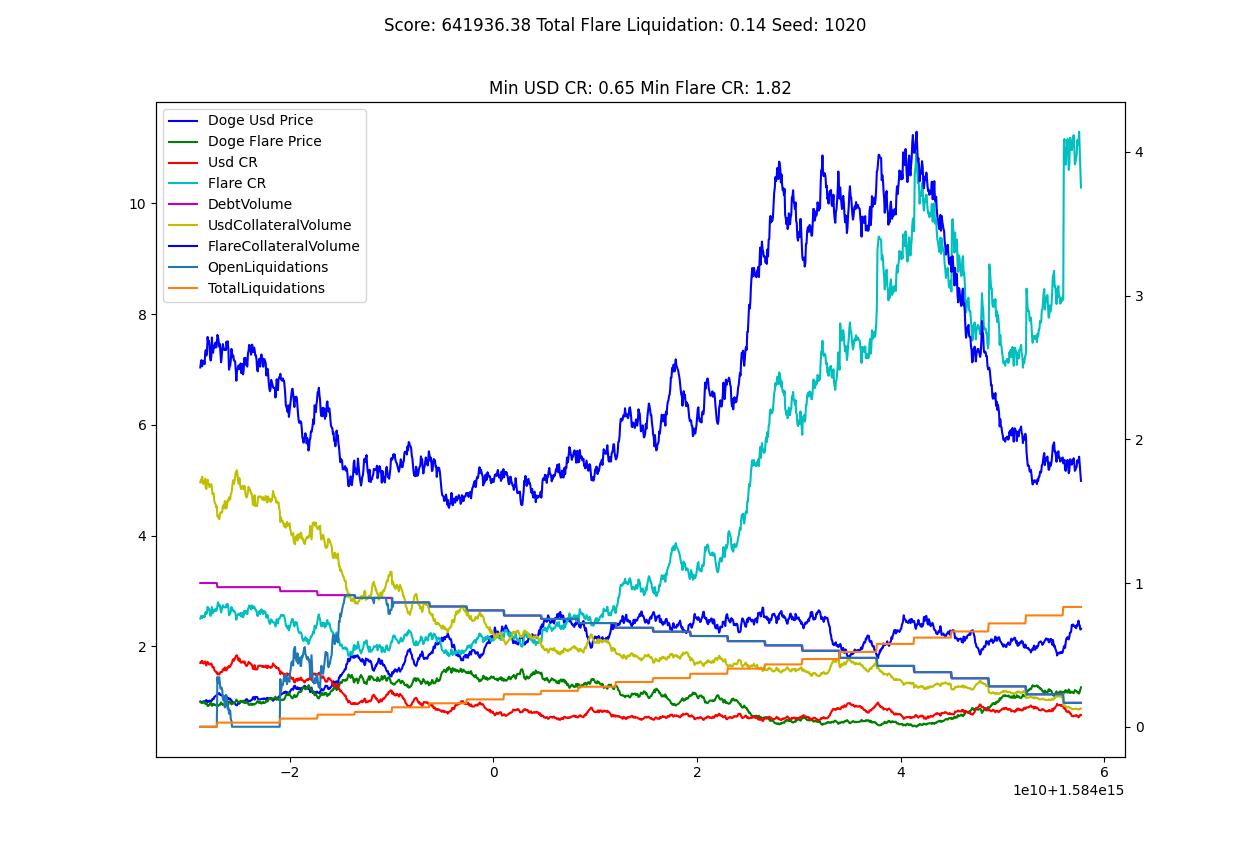 Score: 641936.38 Total Flare Liquidation: 0.14 Seed: 1020
Min USD CR: 0.65 Min Flare CR: 1.82
Doge Usd Price
Doge Flare Price
Usd CR
Flare CR
DebtVolume
UsdCollateralVolume
FlareCollateralVolume
OpenLiquidations
TotalLiquidations
10
8
6
4
2
4
3
2
1
0
−2
0
2
4
6
1e10+1.584e15